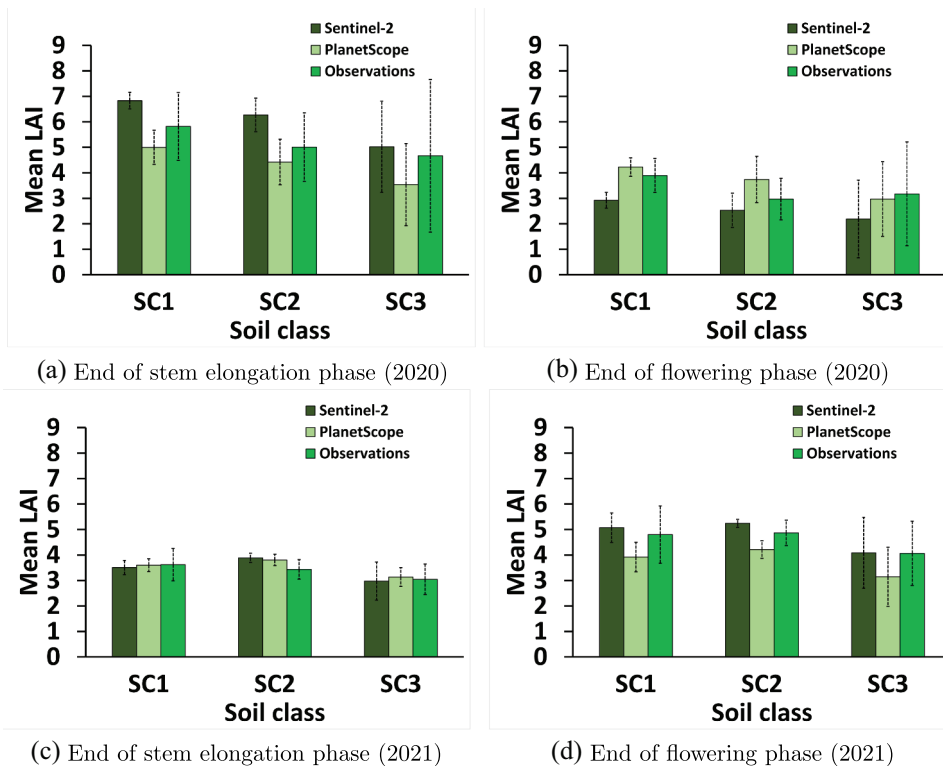 Sentinel-2
PlanetScope
Observations
9
8
7
6
5
4
3
2
1
0
Mean LAI
SC1 SC2 SC3
Soil class
(a) End of stem elongation phase (2020)
Sentinel-2
PlanetScope
Observations
9
8
7
6
5
4
3
2
1
0
Mean LAI
SC1 SC2 SC3
Soil class
(b) End of flowering phase (2020)
Sentinel-2
PlanetScope
Observations
9
8
7
6
5
4
3
2
1
0
Mean LAI
SC1 SC2 SC3
Soil class
(c) End of stem elongation phase (2021)
Sentinel-2
PlanetScope
Observations
9
8
7
6
5
4
3
2
1
0
Mean LAI
SC1 SC2 SC3
Soil class
(d) End of flowering phase (2021)